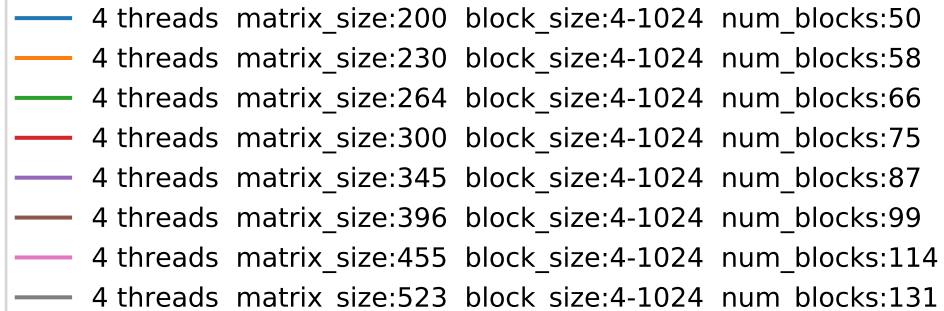 4 threads matrix_size:200 block_size:4-1024 num_blocks:50
4 threads matrix_size:230 block_size:4-1024 num_blocks:58
4 threads matrix_size:264 block_size:4-1024 num_blocks:66
4 threads matrix_size:300 block_size:4-1024 num_blocks:75
4 threads matrix_size:345 block_size:4-1024 num_blocks:87
4 threads matrix_size:396 block_size:4-1024 num_blocks:99
4 threads matrix_size:455 block_size:4-1024 num_blocks:114
4 threads matrix_size:523 block_size:4-1024 num_blocks:131